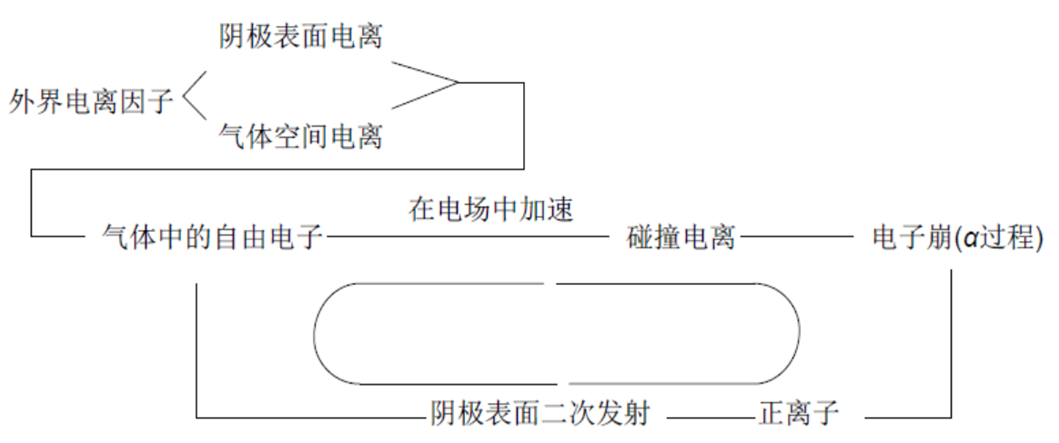 阴极表面电离
外界电离因子
气体空间电离
在电场中加速
气体中的自由电子
碰撞电离
电子崩(α过程)
阴极表面二次发射
正离子